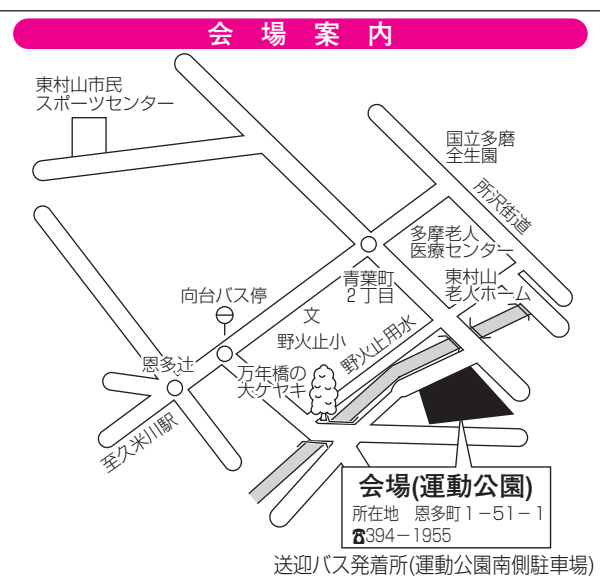 会場案内
東村山市民
スポーツセンター
国立多磨
全生園
所沢街道
多摩老人
医療センター
東村山
老人ホーム
青葉町
2丁目
向台バス停
文
野火止小
野火止用水
恩多辻
万年橋の
大ケヤキ
至久米川駅
会場(運動公園)
所在地 恩多町1-51-1
☎394-1955
送迎バス発着所(運動公園南側駐車場)